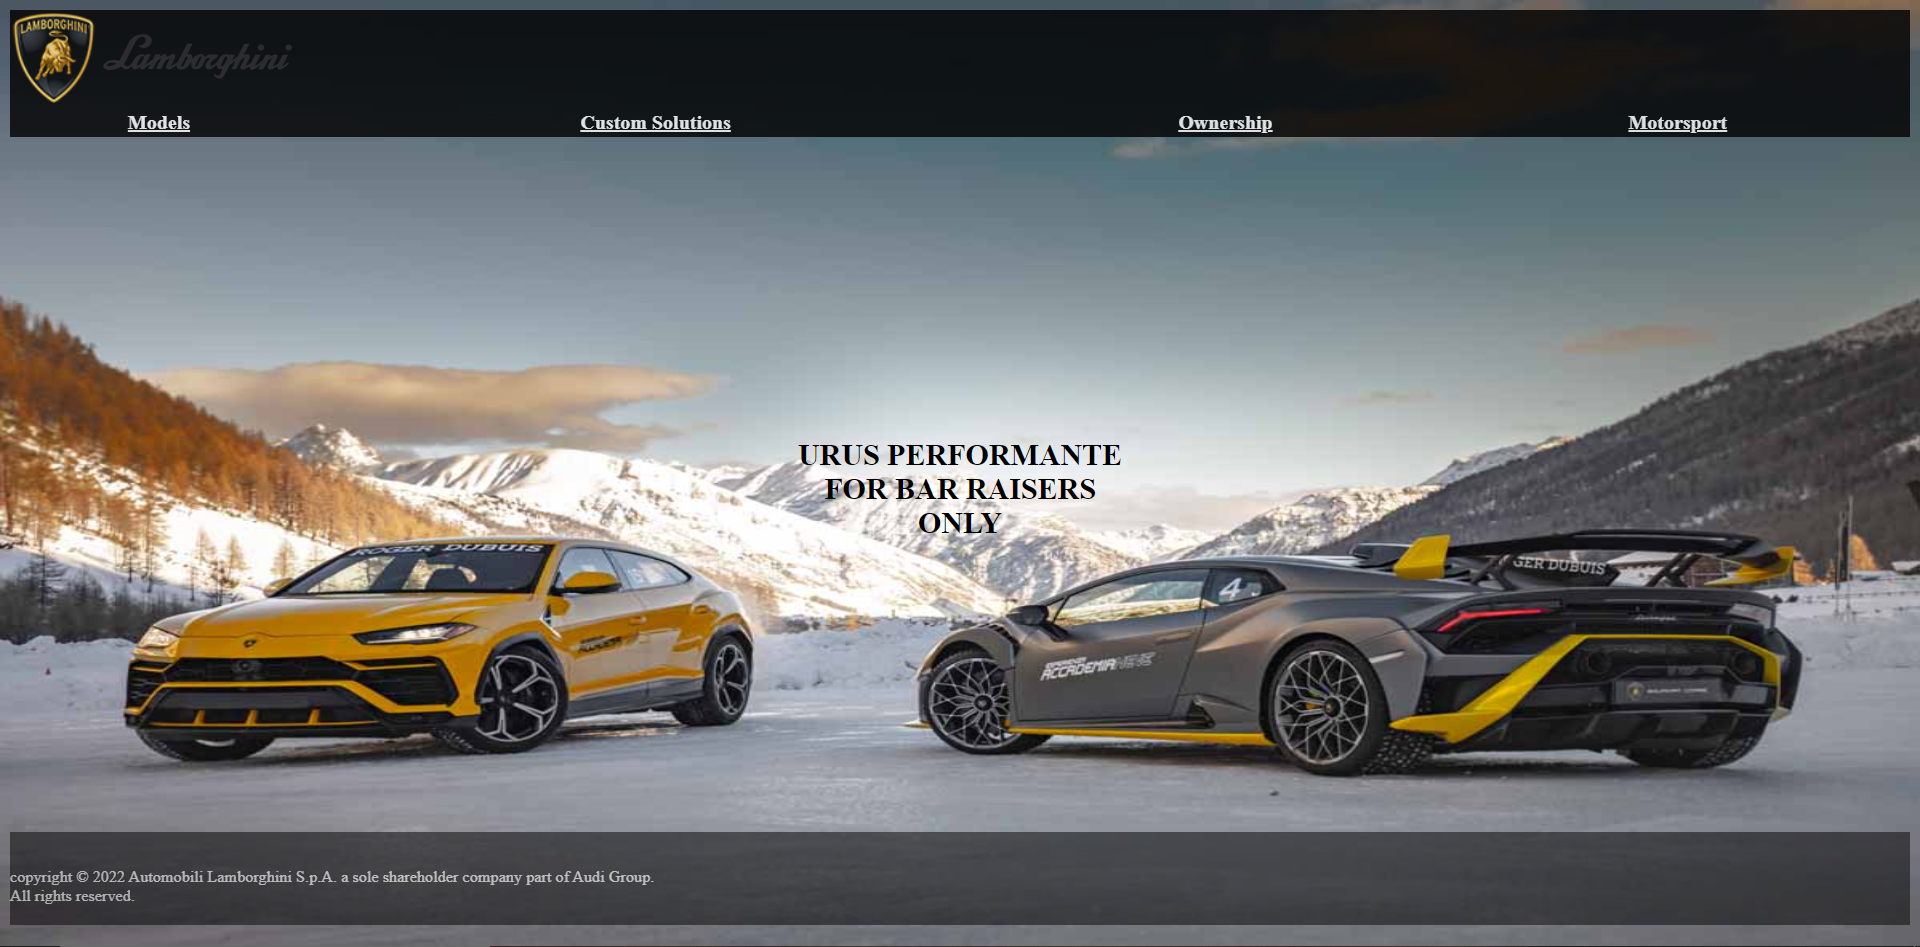 LAMBORGHINI
Lamborghini
Models
Custom Solutions
Ownership
Motorsport
URUS PERFORMANTE
FOR BAR RAISERS
ONLY
ROGER DUBUIS
GER DUBUIS
4
ACCADEMIA NEVE
copyright © 2022 Automobili Lamborghini S.p.A. a sole shareholder company part of Audi Group.
All rights reserved.